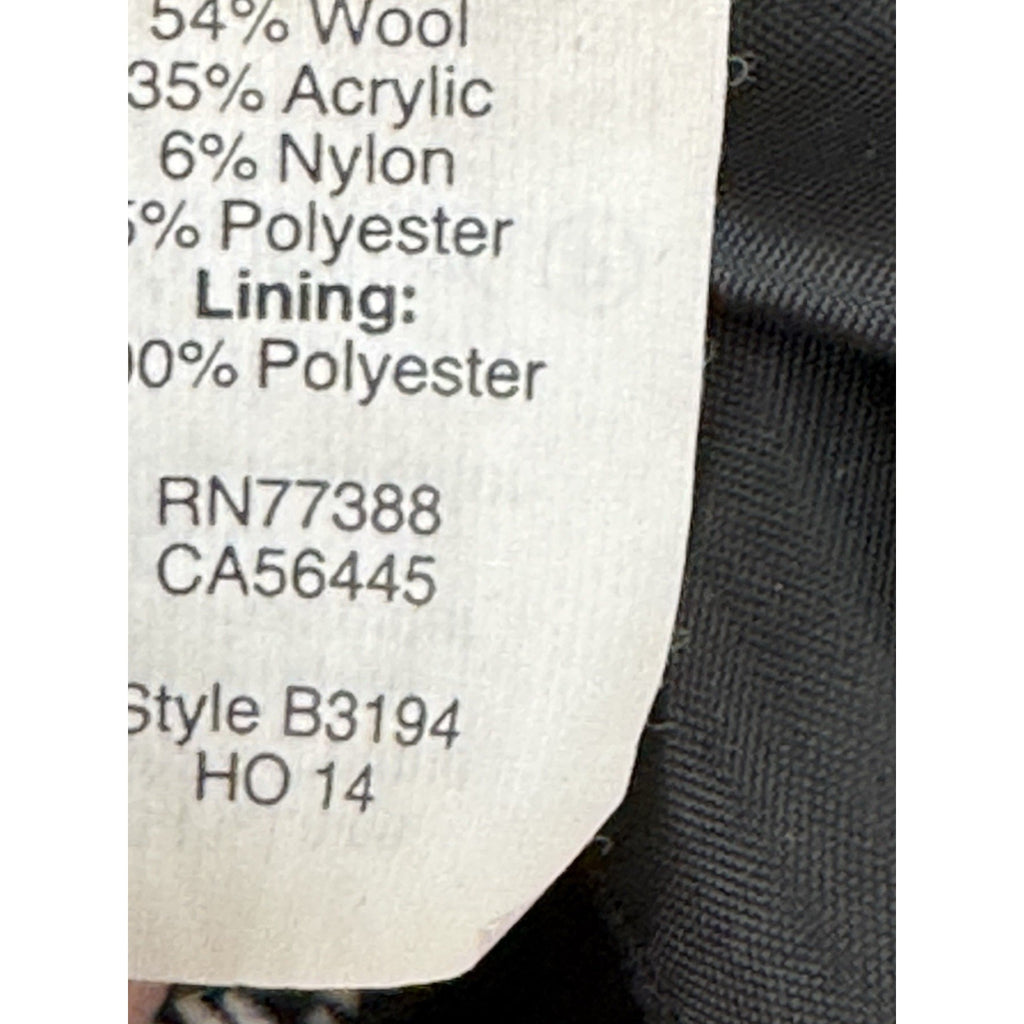 54% Wool
35% Acrylic
6% Nylon
5% Polyester
Lining:
00% Polyester
RN77388
CA56445
Style B3194
HO 14